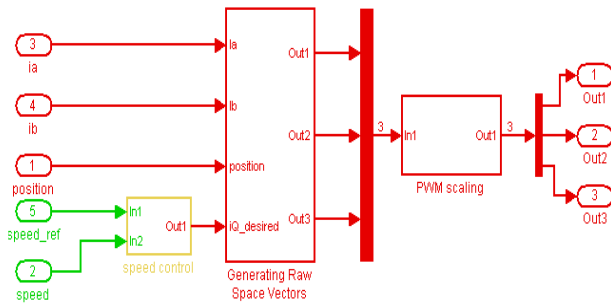 3
ia
Ia
Out1
4
ib
Ib
Out2
1
position
position
5
speed_ref
In1
In2
Out1
speed control
iQ_desired
Out3
2
speed
Generating Raw
Space Vectors
3
In1
Out1
PWM scaling
3
1
Out1
2
Out2
3
Out3